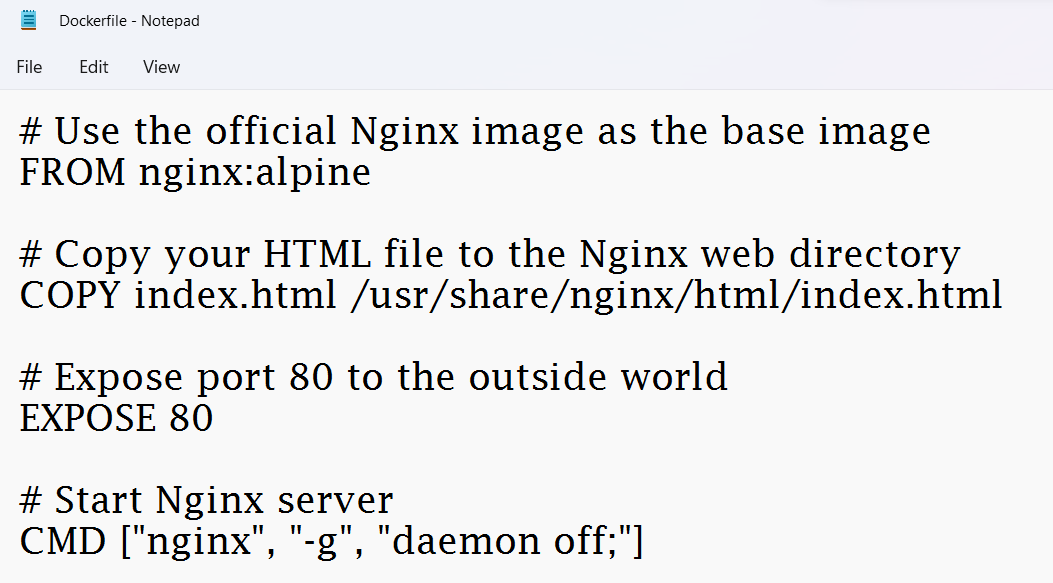 Dockerfile - Notepad
File Edit View
# Use the official Nginx image as the base image
FROM nginx:alpine
# Copy your HTML file to the Nginx web directory
COPY index.html /usr/share/nginx/html/index.html
# Expose port 80 to the outside world
EXPOSE 80
# Start Nginx server
CMD ["nginx", "-g", "daemon off;"]